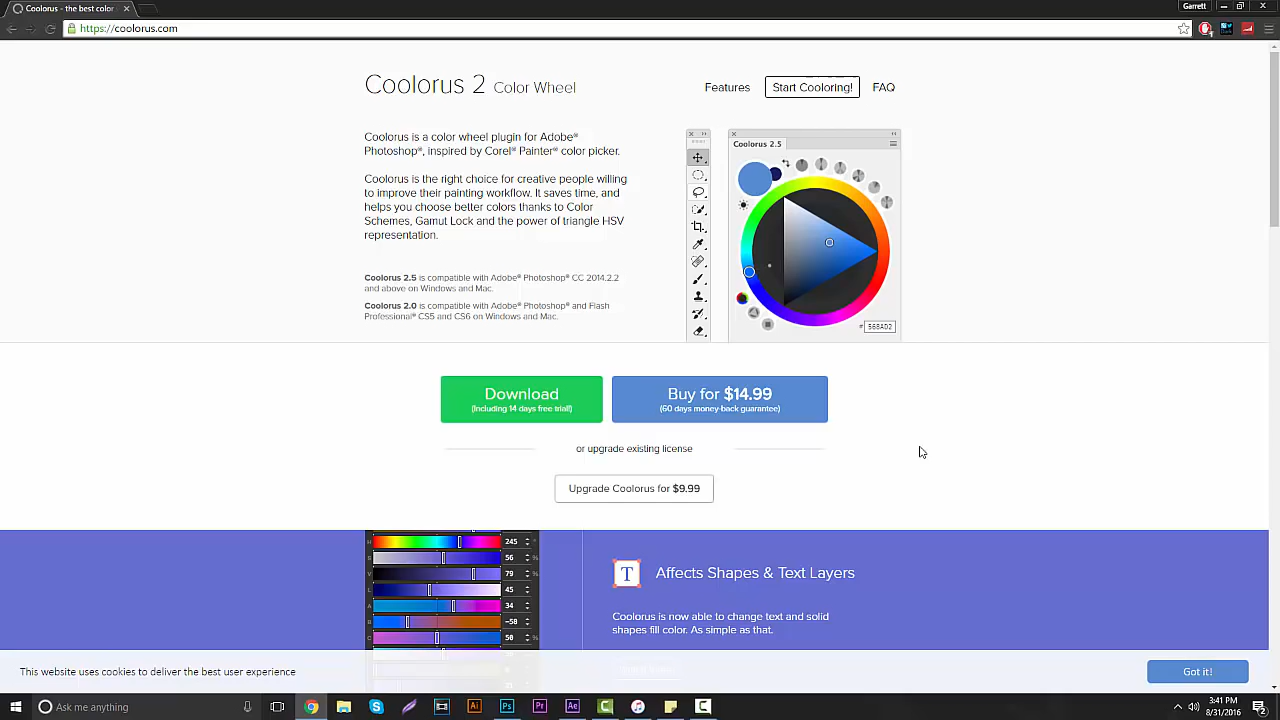 Coolorus - the best color
Garrett
https://coolorus.com
Coolorus 2 Color Wheel
Features
Start Cooloring!
FAQ
Coolorus is a color wheel plugin for Adobe®
Photoshop®, inspired by Corel® Painter® color picker.
Coolorus is the right choice for creative people willing
to improve their painting workflow. It saves time, and
helps you choose better colors thanks to Color
Schemes, Gamut Lock and the power of triangle HSV
representation.
Coolorus 2.5 is compatible with Adobe® Photoshop® CC 2014.2.2
and above on Windows and Mac.
Coolorus 2.0 is compatible with Adobe® Photoshop® and Flash
Professional® CS5 and CS6 on Windows and Mac.
Coolorus 2.5
# 568AD2
Download
(Including 14 days free trial!)
Buy for $14.99
(60 days money-back guarantee)
or upgrade existing license
Upgrade Coolorus for $9.99
H 245 °
S 56 %
V 79 %
L 45
A 34
B -58
C 50 %
T
Affects Shapes & Text Layers
Coolorus is now able to change text and solid
shapes fill color. As simple as that.
This website uses cookies to deliver the best user experience
Got it!
Ask me anything
Ai
Ps
Pr
Ae
3:41 PM
8/31/2016